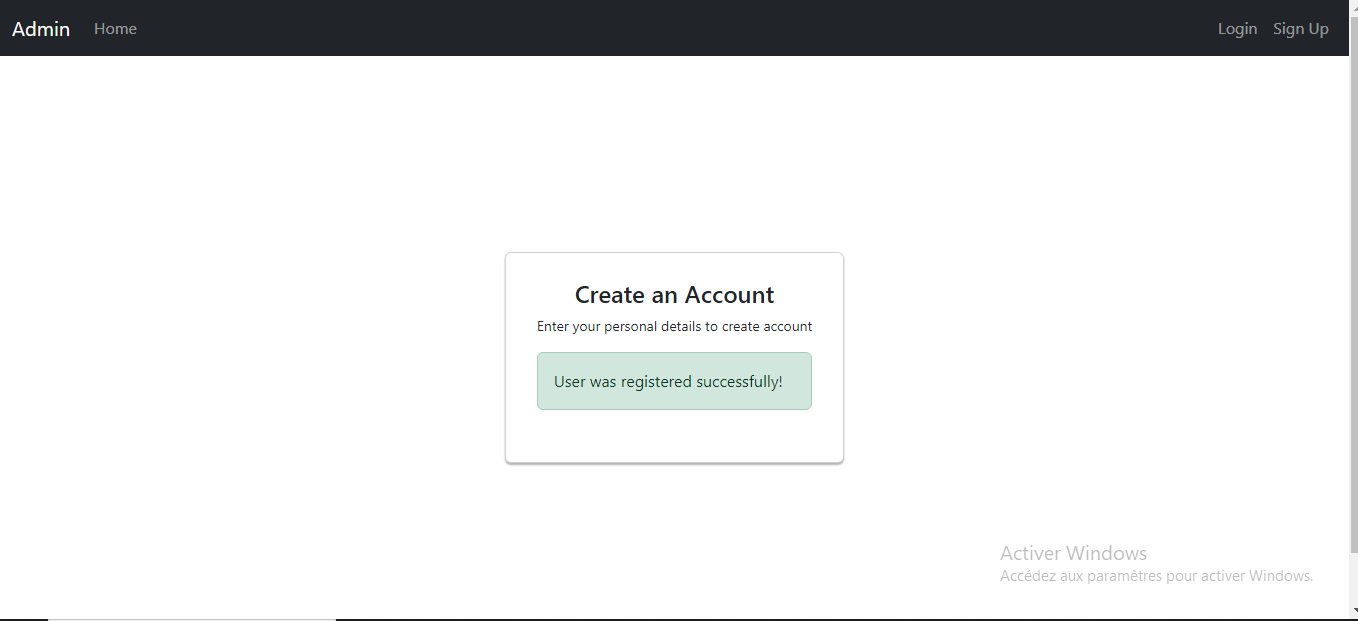 Admin Home Login Sign Up
Create an Account
Enter your personal details to create account
User was registered successfully!
Activer Windows
Accédez aux paramètres pour activer Windows.